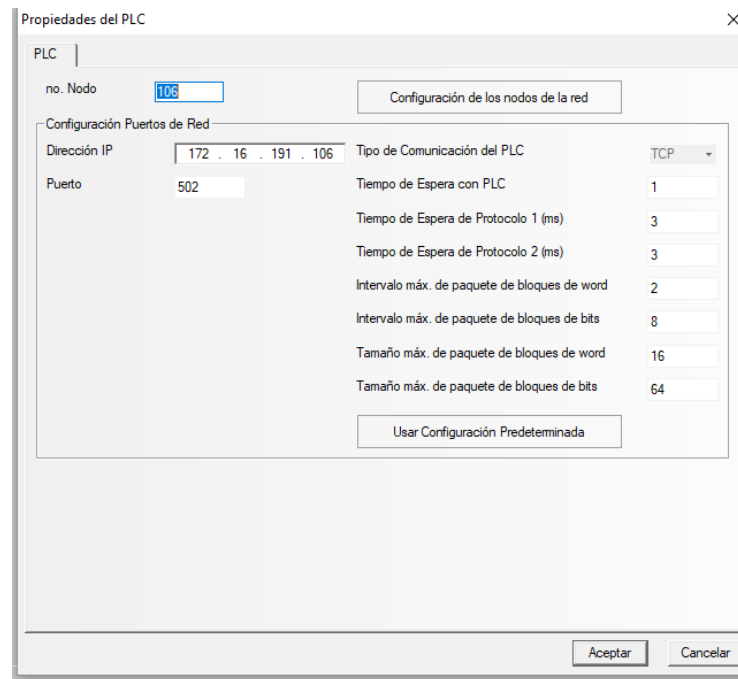 Propiedades del PLC
PLC
no. Nodo 106 Configuración de los nodos de la red
Configuración Puertos de Red
Dirección IP 172 . 16 . 191 . 106 Tipo de Comunicación del PLC TCP
Puerto 502 Tiempo de Espera con PLC 1
Tiempo de Espera de Protocolo 1 (ms) 3
Tiempo de Espera de Protocolo 2 (ms) 3
Intervalo máx. de paquete de bloques de word 2
Intervalo máx. de paquete de bloques de bits 8
Tamaño máx. de paquete de bloques de word 16
Tamaño máx. de paquete de bloques de bits 64
Usar Configuración Predeterminada
Aceptar Cancelar